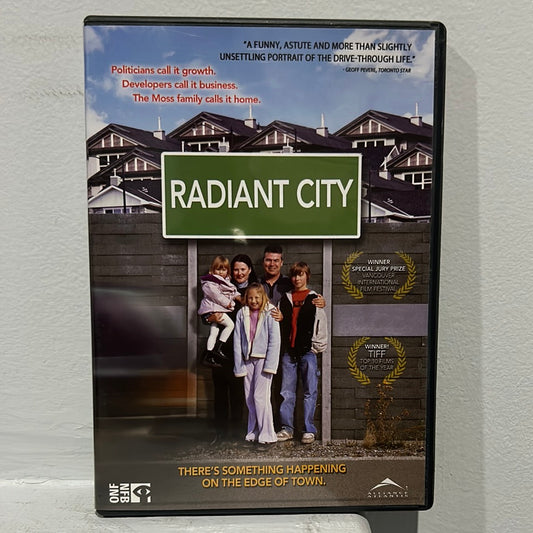 "A FUNNY, ASTUTE AND MORE THAN SLIGHTLY
UNSETTLING PORTRAIT OF THE DRIVE-THROUGH LIFE."
- GEOFF PEVERE, TORONTO STAR
Politicians call it growth.
Developers call it business.
The Moss family calls it home.
RADIANT CITY
WINNER
SPECIAL JURY PRIZE
VANCOUVER
INTERNATIONAL
FILM FESTIVAL
WINNER!
TIFF
TOP 10 FILMS
OF THE YEAR
THERE'S SOMETHING HAPPENING
ON THE EDGE OF TOWN.
ONF
NFB
ALLIANCE
ATLANTIS